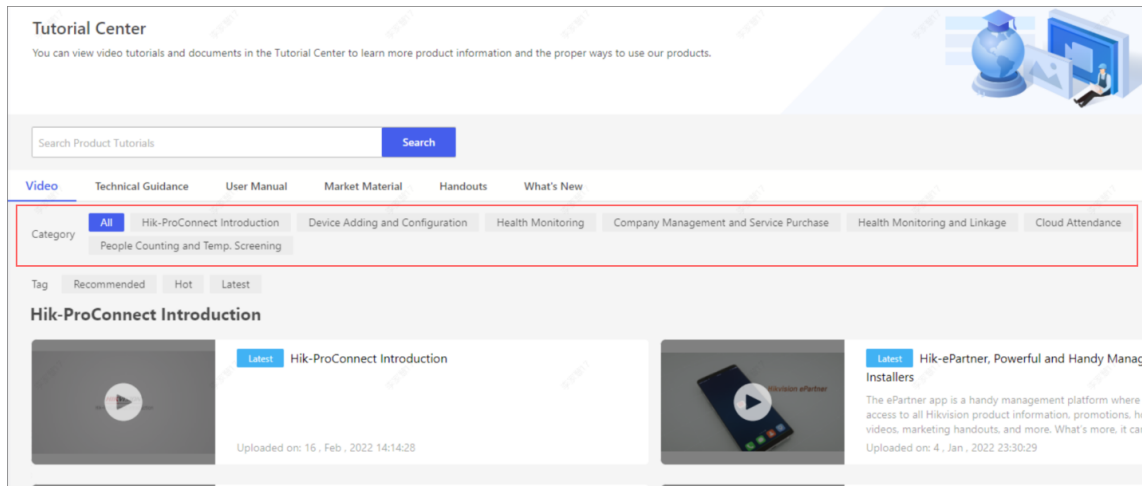 Tutorial Center
You can view video tutorials and documents in the Tutorial Center to learn more product information and the proper ways to use our products.
Search Product Tutorials
Search
Video Technical Guidance User Manual Market Material Handouts What's New
Category All Hik-ProConnect Introduction Device Adding and Configuration Health Monitoring Company Management and Service Purchase Health Monitoring and Linkage Cloud Attendance
People Counting and Temp. Screening
Tag Recommended Hot Latest
Hik-ProConnect Introduction
Latest Hik-ProConnect Introduction
Uploaded on: 16 , Feb , 2022 14:14:28
Hikvision ePartner
Latest Hik-ePartner, Powerful and Handy Manag
Installers
The ePartner app is a handy management platform where
access to all Hikvision product information, promotions, h
videos, marketing handouts, and more. What's more, it ca
Uploaded on: 4 , Jan , 2022 23:30:29